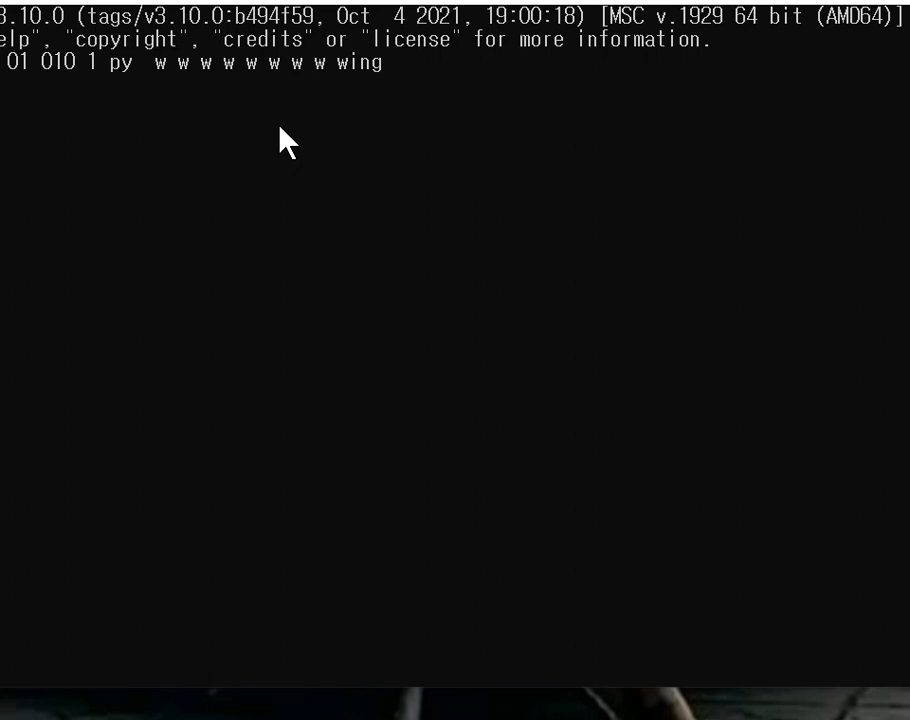 3.10.0 (tags/v3.10.0:b494f59, Oct  4 2021, 19:00:18) [MSC v.1929 64 bit (AMD64)]
elp", "copyright", "credits" or "license" for more information.
01 010 1 py  w w w w w w w w wing